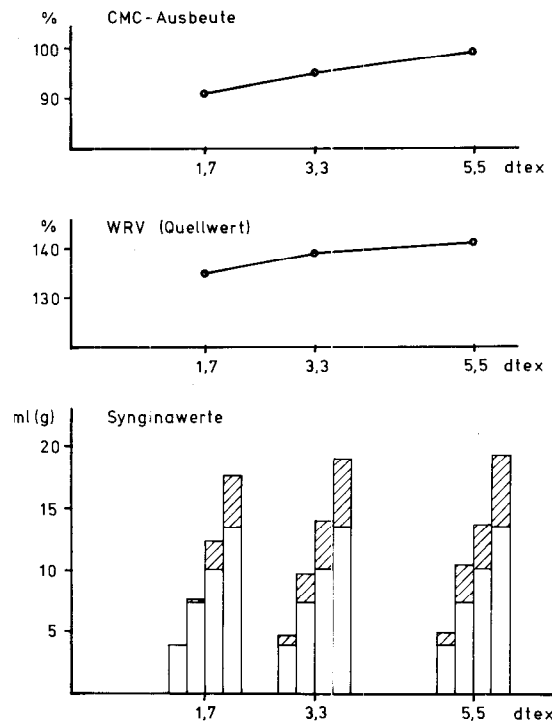 % CMC-Ausbeute
100
90
1,7 3,3 5,5 dtex
% WRV (Quellwert)
140
130
1,7 3,3 5,5 dtex
ml(g) Synginawerte
20
15
10
5
1,7 3,3 5,5 dtex